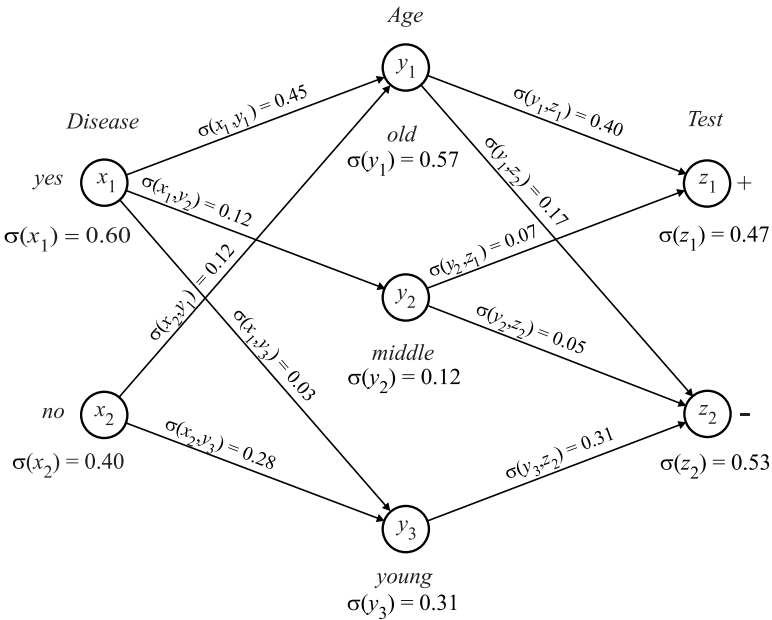 Age
Disease
Test
yes
x₁
σ(x₁) = 0.60
no
x₂
σ(x₂) = 0.40
σ(x₁,y₁) = 0.45
σ(x₁,y₂) = 0.12
σ(x₂,y₁) = 0.12
σ(x₁,y₃) = 0.03
σ(x₂,y₃) = 0.28
y₁
old
σ(y₁) = 0.57
y₂
middle
σ(y₂) = 0.12
y₃
young
σ(y₃) = 0.31
σ(y₁,z₁) = 0.40
σ(y₁,z₂) = 0.17
σ(y₂,z₁) = 0.07
σ(y₂,z₂) = 0.05
σ(y₃,z₂) = 0.31
z₁ +
σ(z₁) = 0.47
z₂ -
σ(z₂) = 0.53